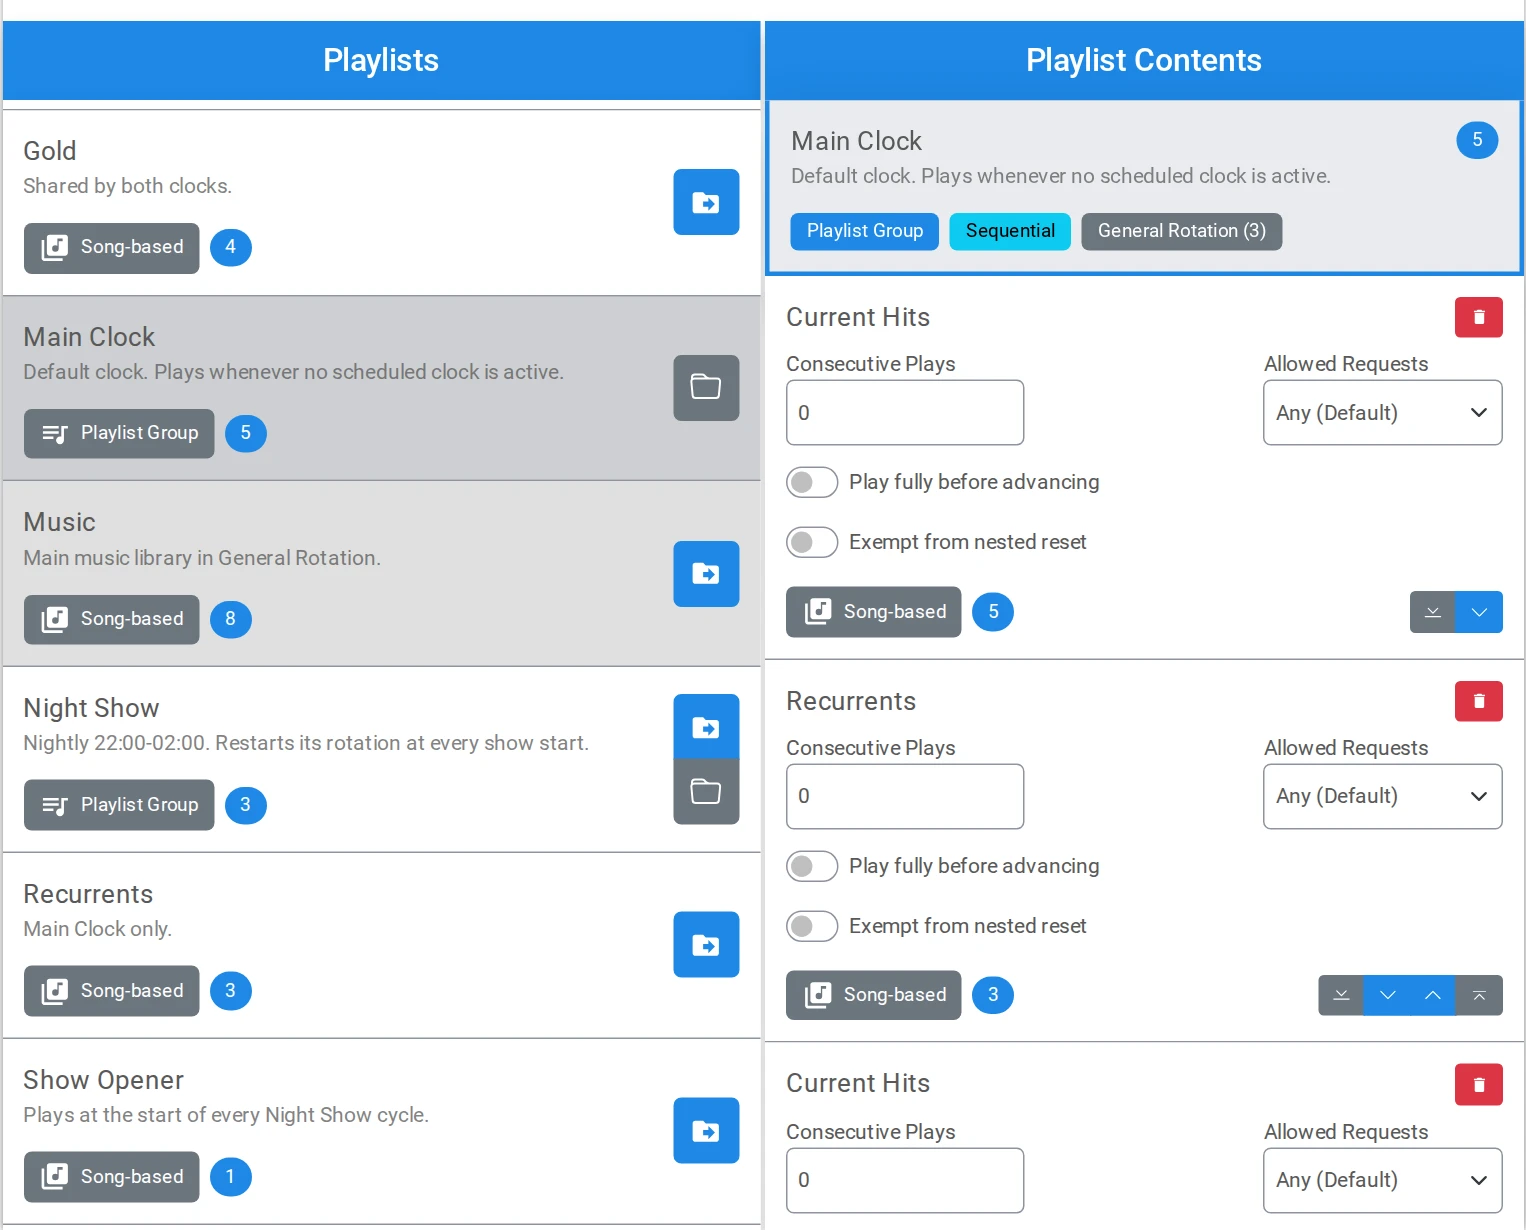 Playlists
Gold
Shared by both clocks.
Song-based 4
Main Clock
Default clock. Plays whenever no scheduled clock is active.
Playlist Group 5
Music
Main music library in General Rotation.
Song-based 8
Night Show
Nightly 22:00-02:00. Restarts its rotation at every show start.
Playlist Group 3
Recurrents
Main Clock only.
Song-based 3
Show Opener
Plays at the start of every Night Show cycle.
Song-based 1
Playlist Contents
Main Clock 5
Default clock. Plays whenever no scheduled clock is active.
Playlist Group Sequential General Rotation (3)
Current Hits
Consecutive Plays Allowed Requests
0 Any (Default)
Play fully before advancing
Exempt from nested reset
Song-based 5
Recurrents
Consecutive Plays Allowed Requests
0 Any (Default)
Play fully before advancing
Exempt from nested reset
Song-based 3
Current Hits
Consecutive Plays Allowed Requests
0 Any (Default)